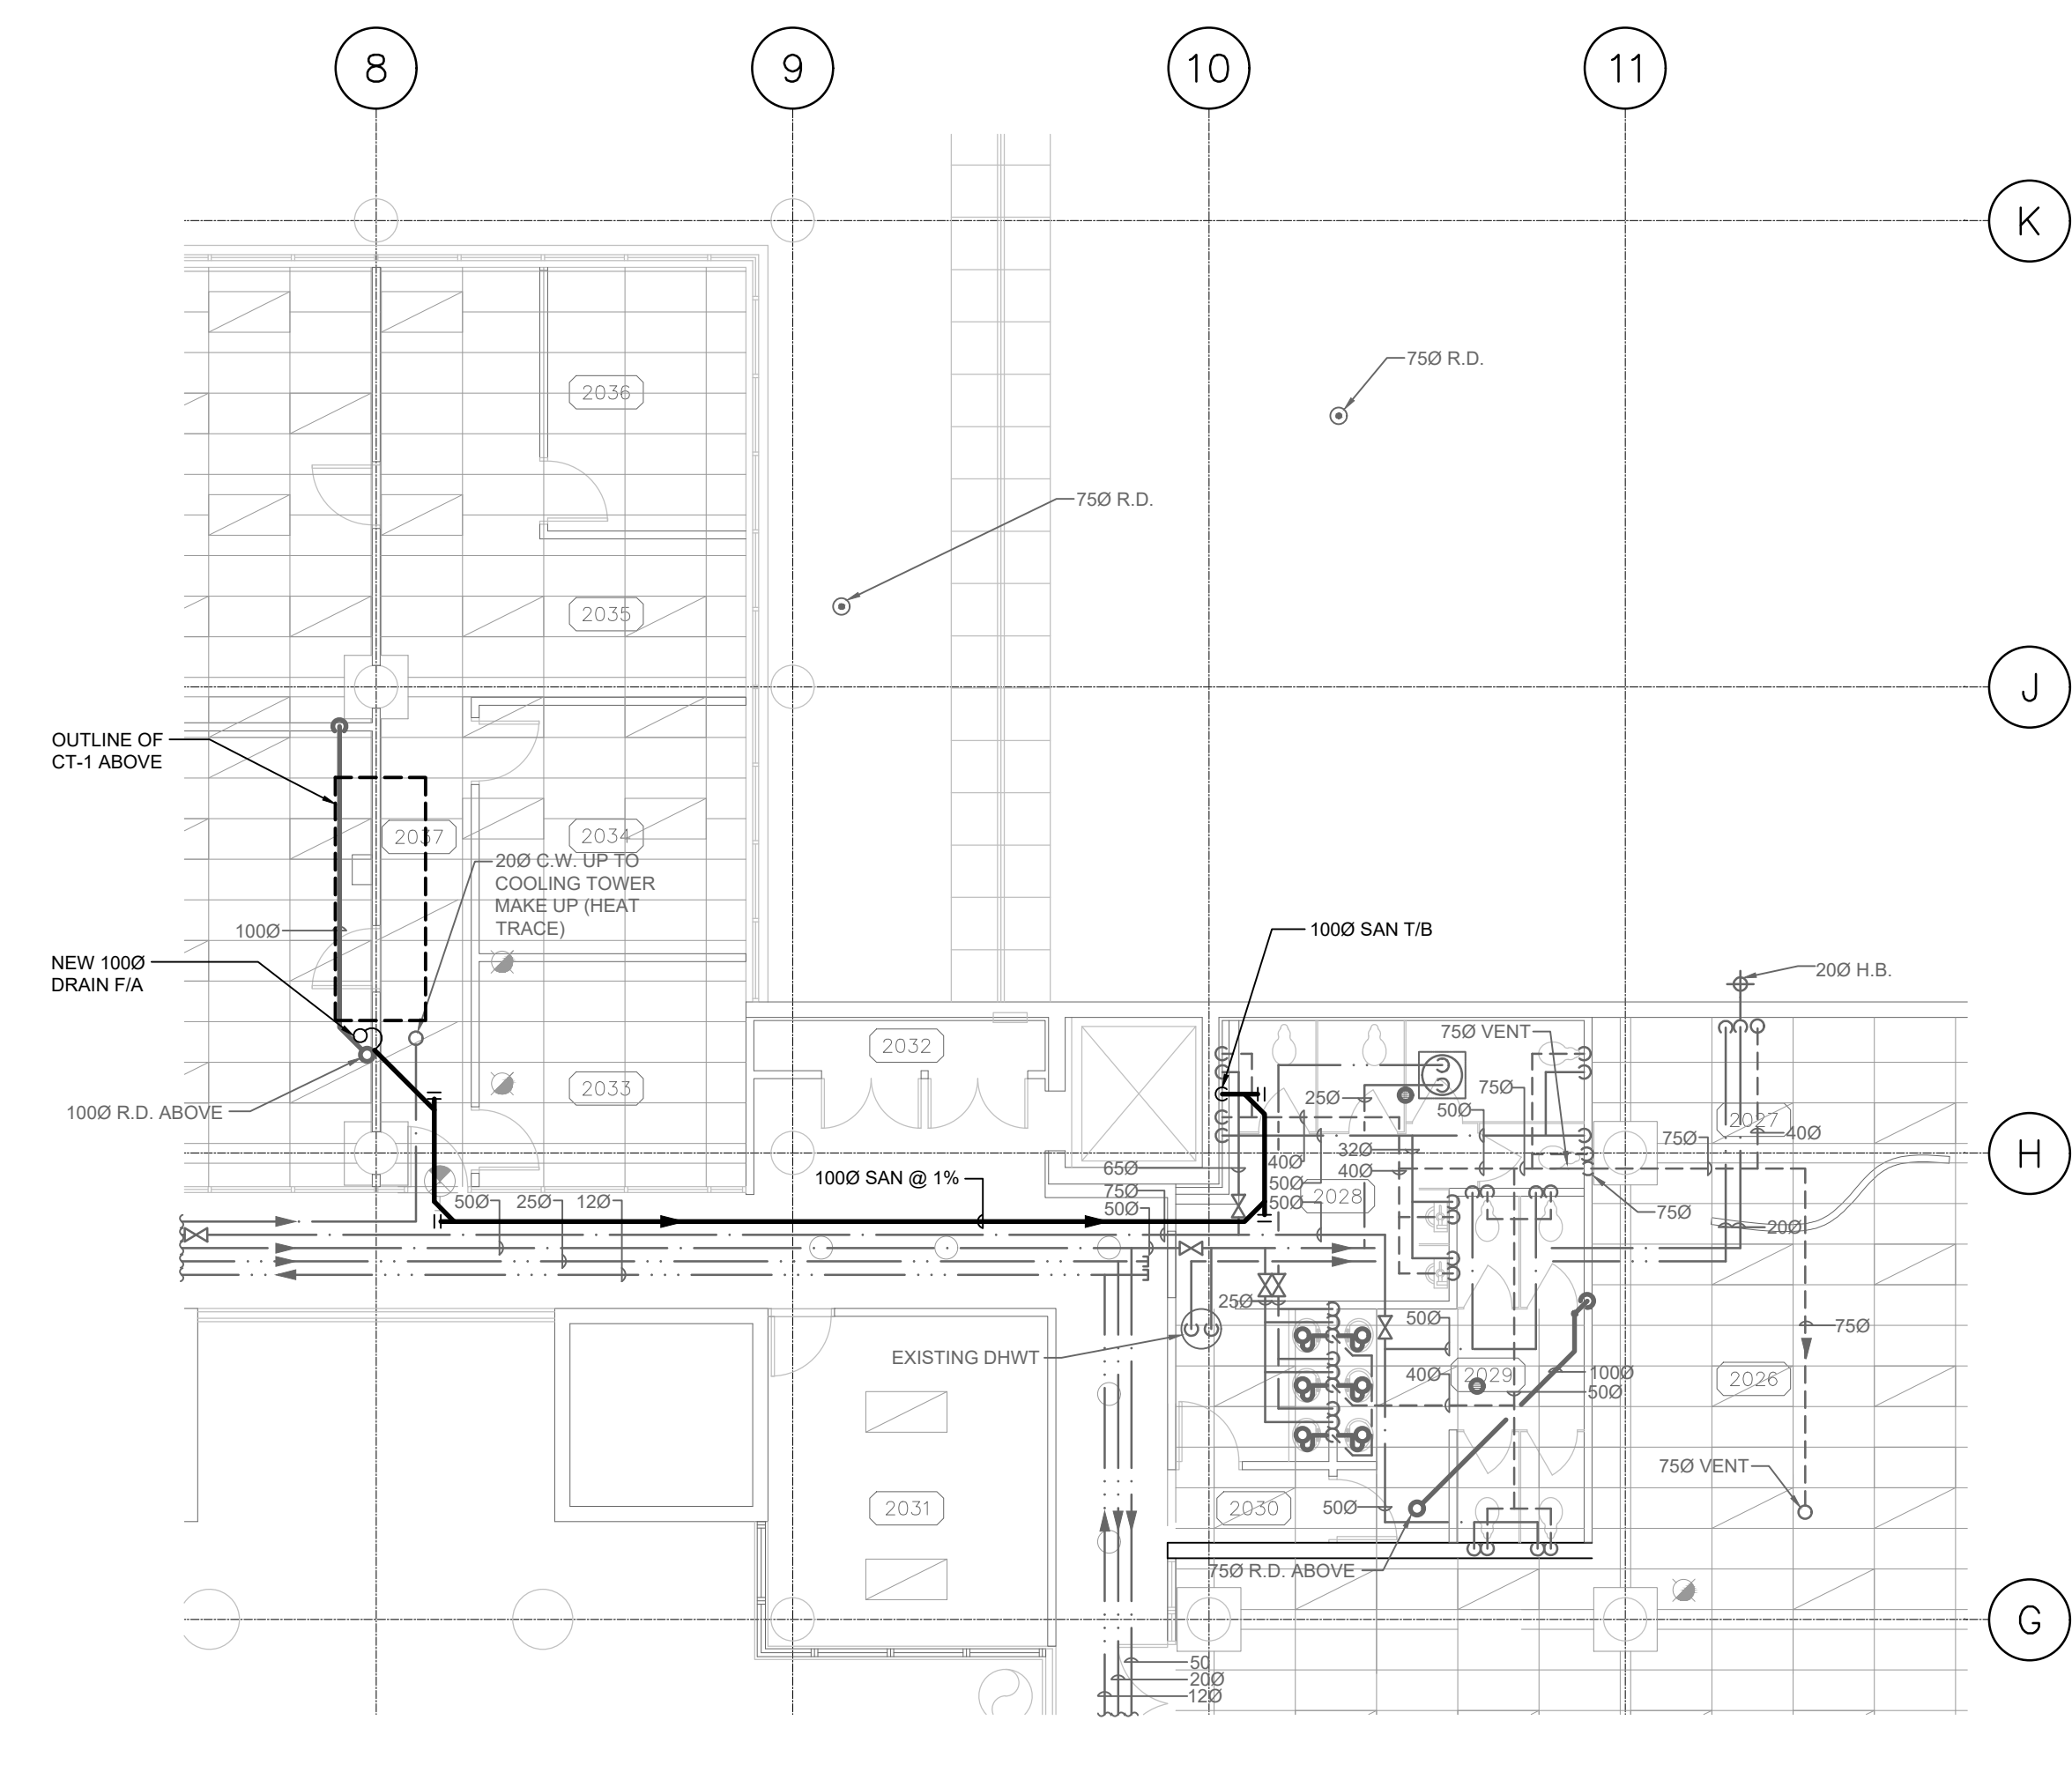 8
9
10
11
K
75Ø R.D.
2036
75Ø R.D.
2035
J
OUTLINE OF
CT-1 ABOVE
2037
2034
20Ø C.W. UP TO
COOLING TOWER
MAKE UP (HEAT
TRACE)
100Ø
100Ø SAN T/B
NEW 100Ø
DRAIN F/A
20Ø H.B.
75Ø VENT
2032
2033
75Ø
25Ø
50Ø
100Ø R.D. ABOVE
2027
40Ø
75Ø
H
32Ø
40Ø
40Ø
65Ø
100Ø SAN @ 1%
50Ø
75Ø
2028
50Ø
25Ø
12Ø
50Ø
50Ø
75Ø
20Ø
25Ø
50Ø
75Ø
EXISTING DHWT
40Ø
2029
100Ø
50Ø
2026
75Ø VENT
2031
2030
50Ø
75Ø R.D. ABOVE
G
50
20Ø
12Ø